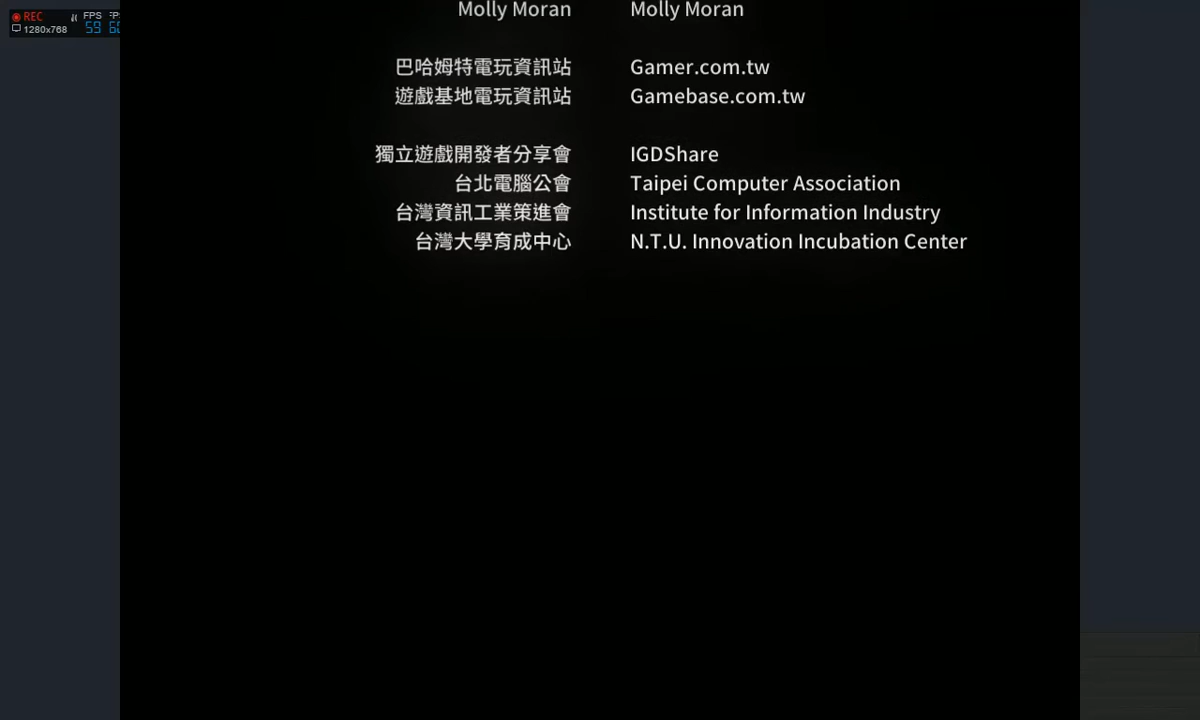 REC FPS
1280x768 59 60
Molly Moran Molly Moran
巴哈姆特電玩資訊站 Gamer.com.tw
遊戲基地電玩資訊站 Gamebase.com.tw
獨立遊戲開發者分享會 IGDShare
台北電腦公會 Taipei Computer Association
台灣資訊工業策進會 Institute for Information Industry
台灣大學育成中心 N.T.U. Innovation Incubation Center